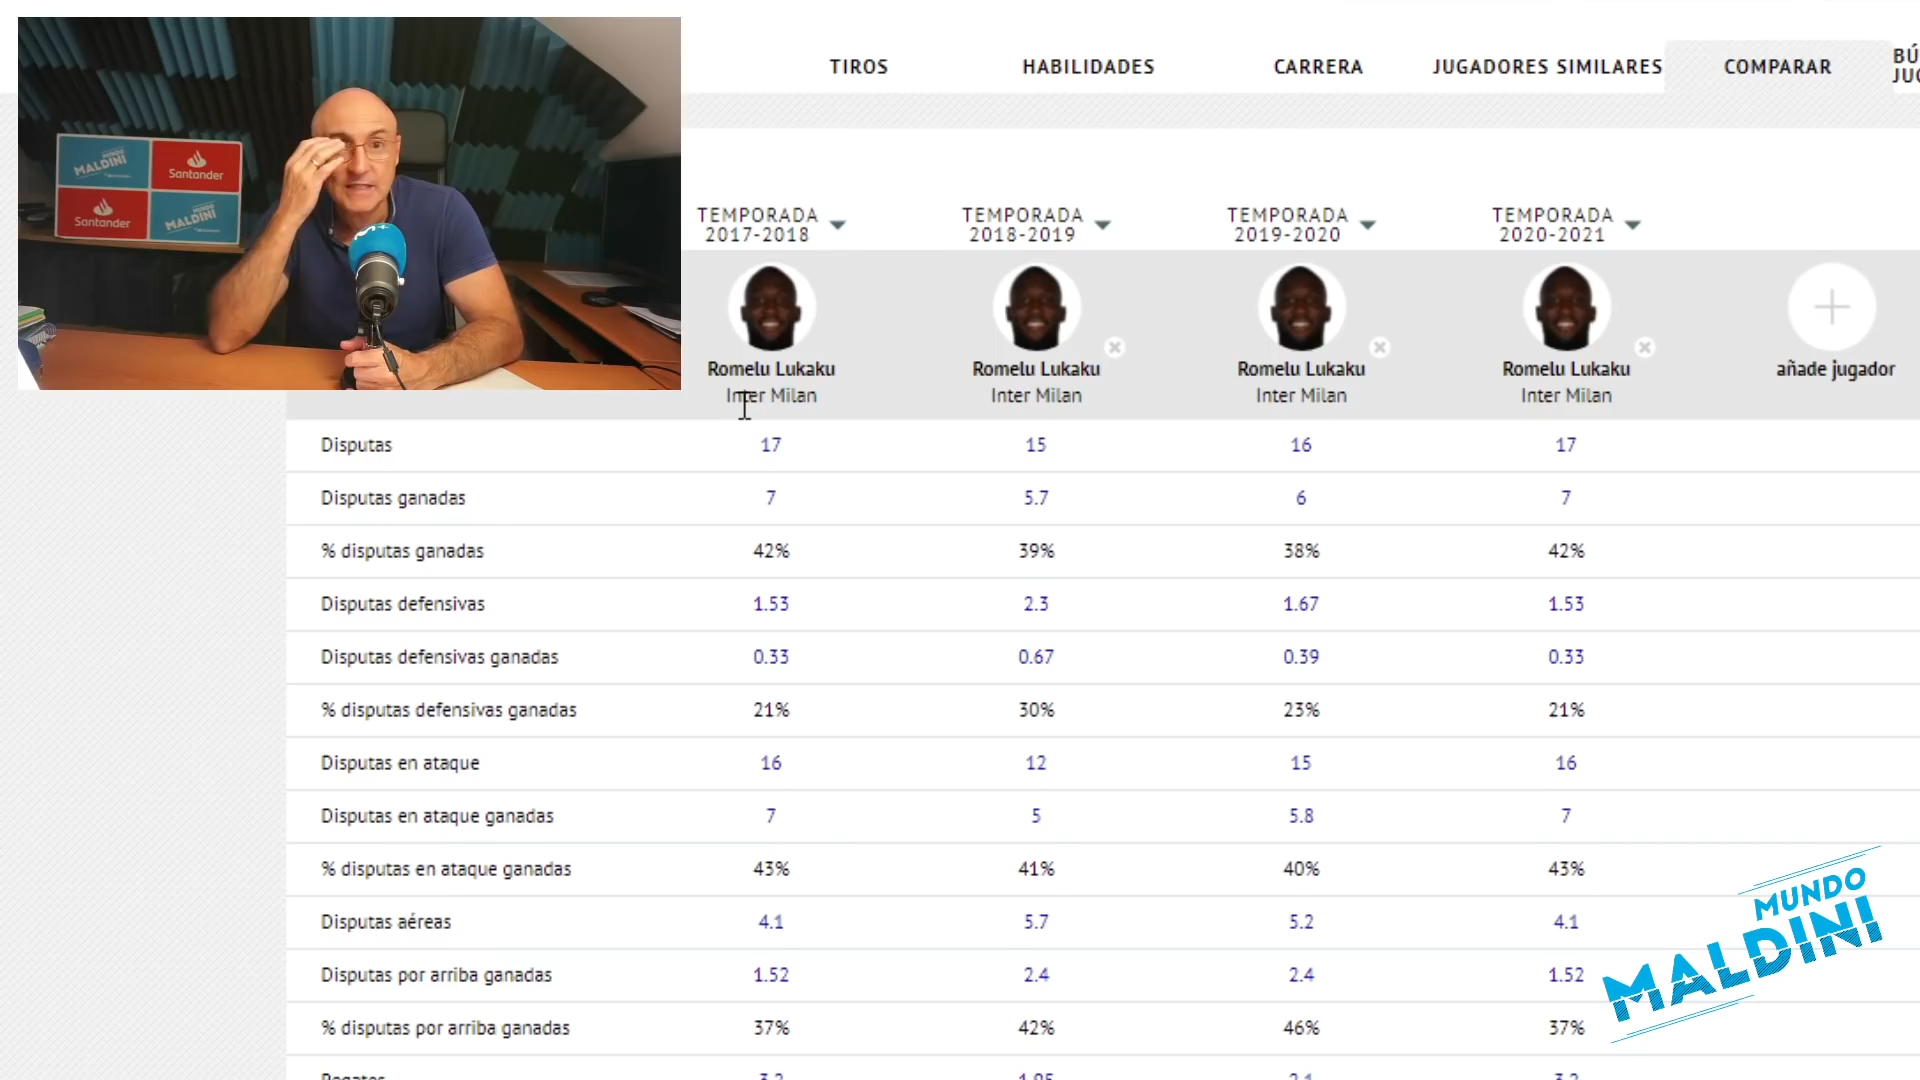 TIROS HABILIDADES CARRERA JUGADORES SIMILARES COMPARAR
MUNDO MALDINI Santander
Santander MUNDO MALDINI
TEMPORADA 2017-2018 TEMPORADA 2018-2019 TEMPORADA 2019-2020 TEMPORADA 2020-2021
Romelu Lukaku Romelu Lukaku Romelu Lukaku Romelu Lukaku añade jugador
Inter Milan Inter Milan Inter Milan Inter Milan
Disputas 17 15 16 17
Disputas ganadas 7 5.7 6 7
% disputas ganadas 42% 39% 38% 42%
Disputas defensivas 1.53 2.3 1.67 1.53
Disputas defensivas ganadas 0.33 0.67 0.39 0.33
% disputas defensivas ganadas 21% 30% 23% 21%
Disputas en ataque 16 12 15 16
Disputas en ataque ganadas 7 5 5.8 7
% disputas en ataque ganadas 43% 41% 40% 43%
Disputas aéreas 4.1 5.7 5.2 4.1
Disputas por arriba ganadas 1.52 2.4 2.4 1.52
% disputas por arriba ganadas 37% 42% 46% 37%
MUNDO
MALDINI